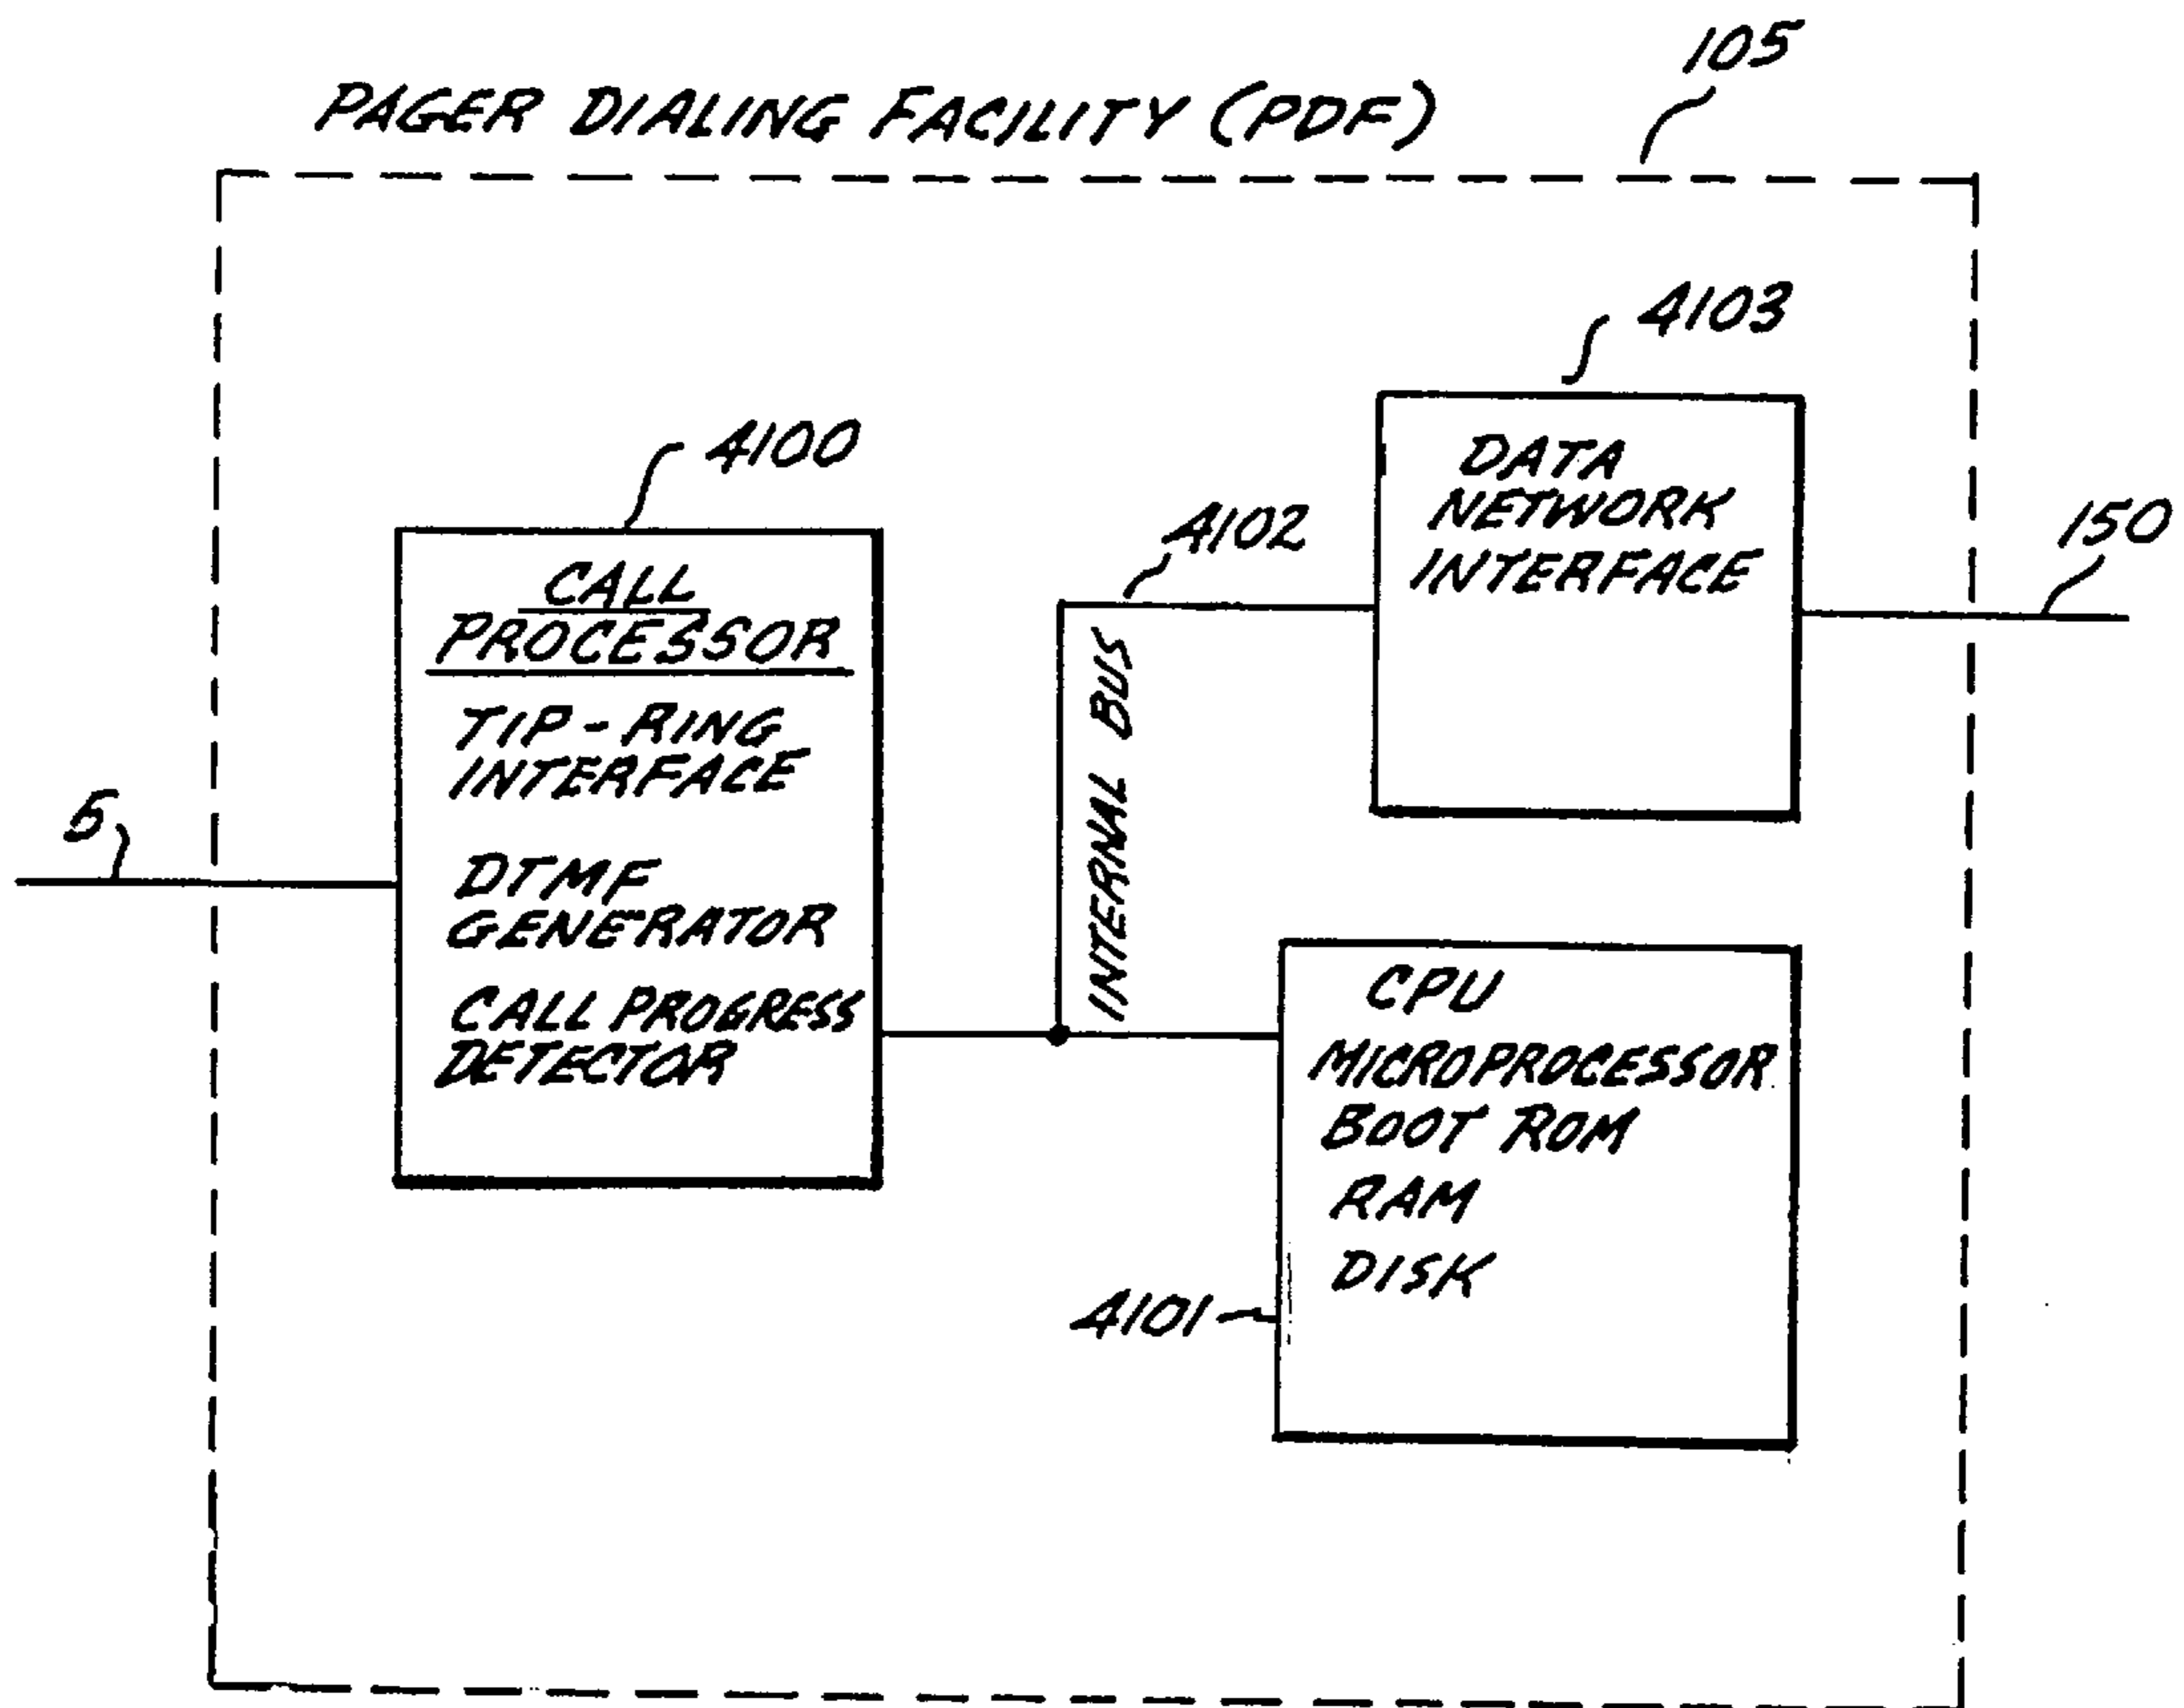 105
PAGER DIALING FACILITY (PDF)
4103
4100
DATA
NETWORK
INTERFACE
4102
150
CALL
PROCESSOR
TIP-RING
INTERFACE
INTERNAL BUS
5
DTMF
GENERATOR
CALL PROGRESS
DETECTOR
CPU
MICROPROCESSOR
BOOT ROM
RAM
DISK
4101